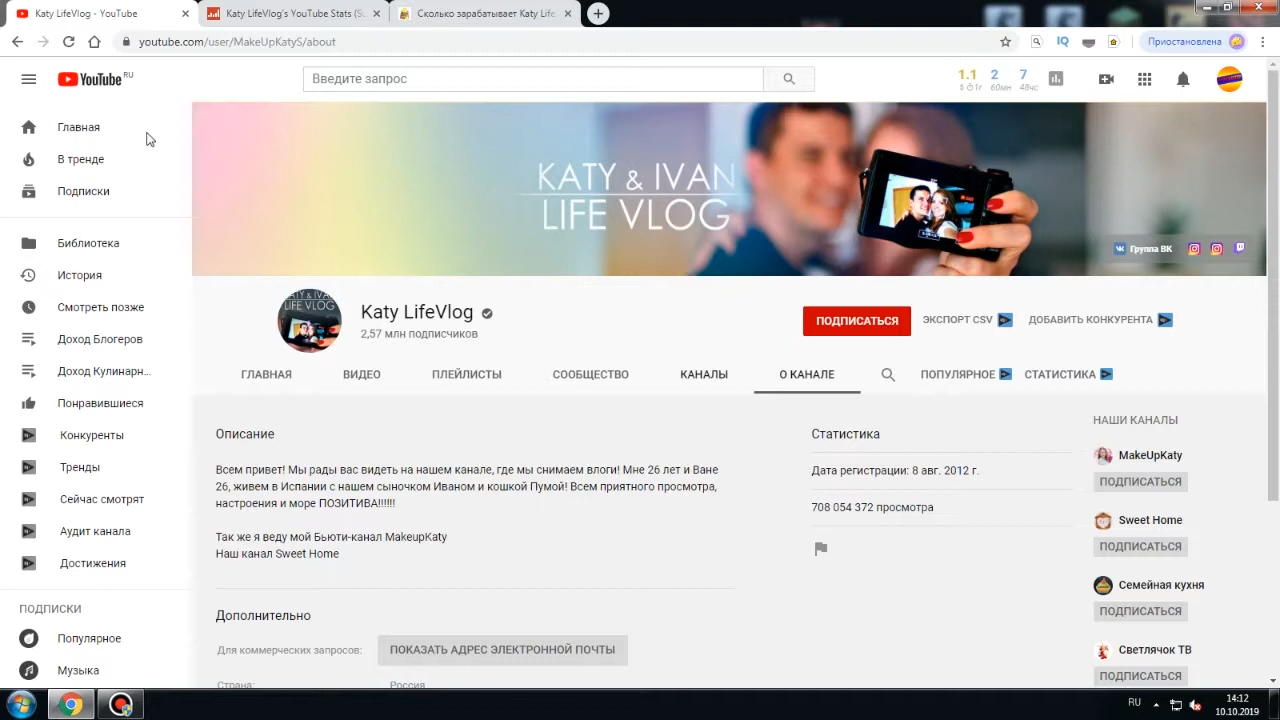 Katy LifeVlog - YouTube
Katy LifeVlog's YouTube Stats (S
Сколько зарабатывает Katy Life
youtube.com/user/MakeUpKatyS/about
IQ
Приостановлена
YouTube RU
Введите запрос
1.1 2 7
60мн 48чс
Главная
В тренде
Подписки
Библиотека
История
Смотреть позже
Доход Блогеров
Доход Кулинарн...
Понравившиеся
Конкуренты
Тренды
Сейчас смотрят
Аудит канала
Достижения
ПОДПИСКИ
Популярное
Музыка
KATY & IVAN
LIFE VLOG
Группа ВК
KATY & IVAN
LIFE VLOG
Katy LifeVlog
2,57 млн подписчиков
ПОДПИСАТЬСЯ
ЭКСПОРТ CSV
ДОБАВИТЬ КОНКУРЕНТА
ГЛАВНАЯ
ВИДЕО
ПЛЕЙЛИСТЫ
СООБЩЕСТВО
КАНАЛЫ
О КАНАЛЕ
ПОПУЛЯРНОЕ
СТАТИСТИКА
Описание
Всем привет! Мы рады вас видеть на нашем канале, где мы снимаем влоги! Мне 26 лет и Ване
26, живем в Испании с нашем сыночком Иваном и кошкой Пумой! Всем приятного просмотра,
настроения и море ПОЗИТИВА!!!!!!
Так же я веду мой Бьюти-канал MakeupKaty
Наш канал Sweet Home
Дополнительно
Для коммерческих запросов:
ПОКАЗАТЬ АДРЕС ЭЛЕКТРОННОЙ ПОЧТЫ
Страна:
Россия
Статистика
Дата регистрации: 8 авг. 2012 г.
708 054 372 просмотра
НАШИ КАНАЛЫ
MakeUpKaty
ПОДПИСАТЬСЯ
Sweet Home
ПОДПИСАТЬСЯ
Семейная кухня
ПОДПИСАТЬСЯ
Светлячок ТВ
ПОДПИСАТЬСЯ
RU
14:12
10.10.2019